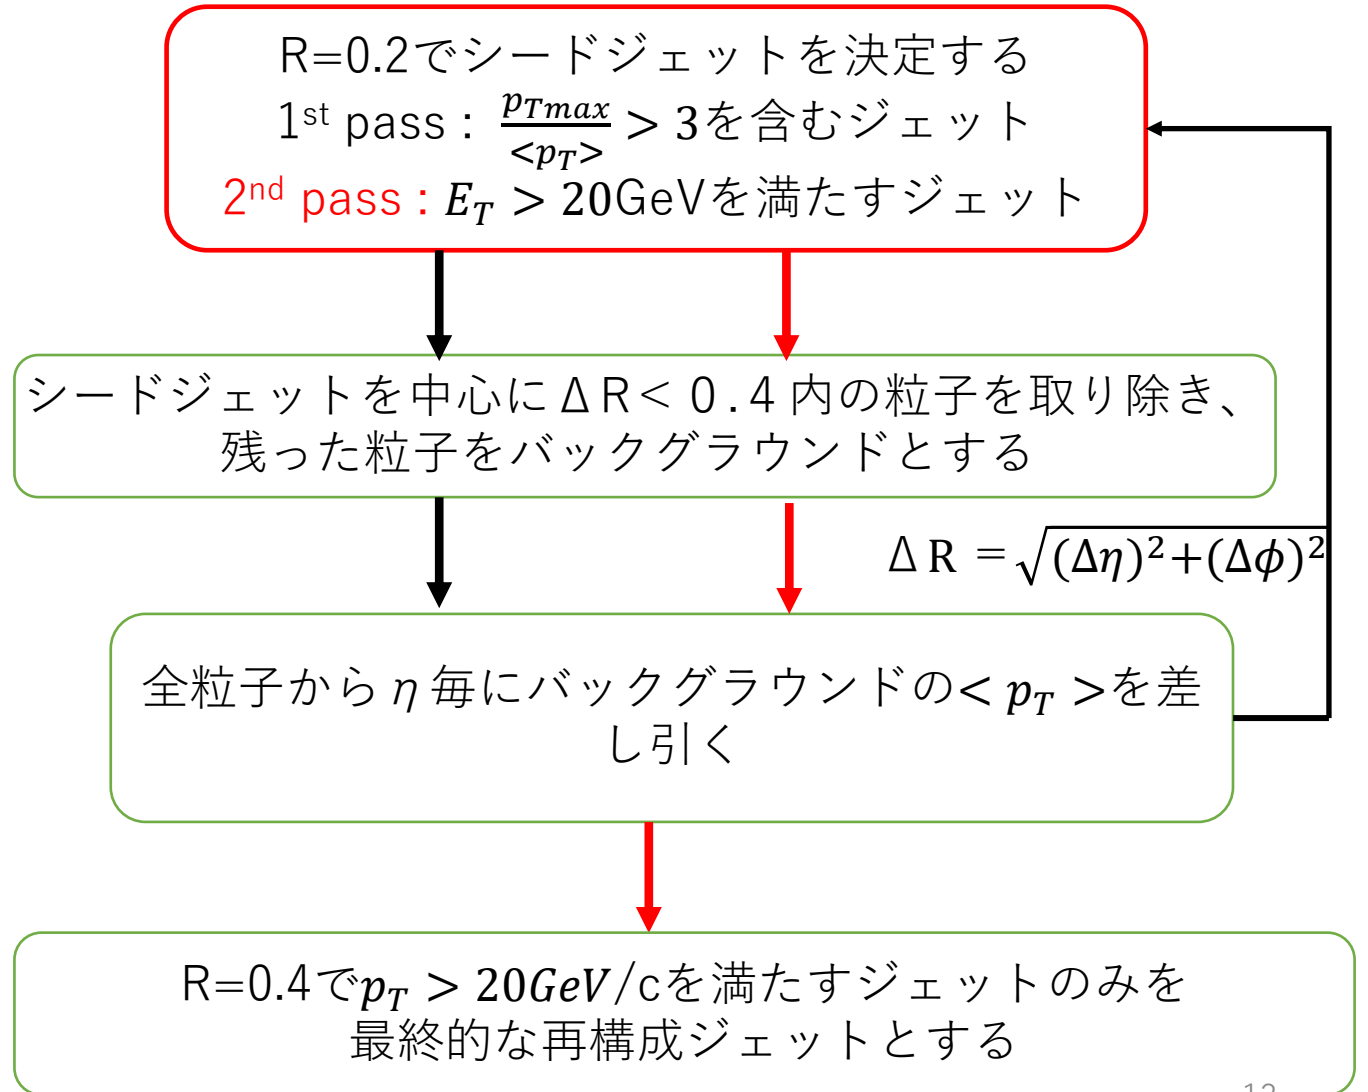 R=0.2でシードジェットを決定する
1st pass : pTmax/<pT> > 3を含むジェット
2nd pass : ET > 20GeVを満たすジェット
シードジェットを中心にΔR< 0.4内の粒子を取り除き、
残った粒子をバックグラウンドとする
ΔR = √(Δη)²+(Δϕ)²
全粒子からη毎にバックグラウンドの< pT >を差
し引く
R=0.4でpT > 20GeV/cを満たすジェットのみを
最終的な再構成ジェットとする